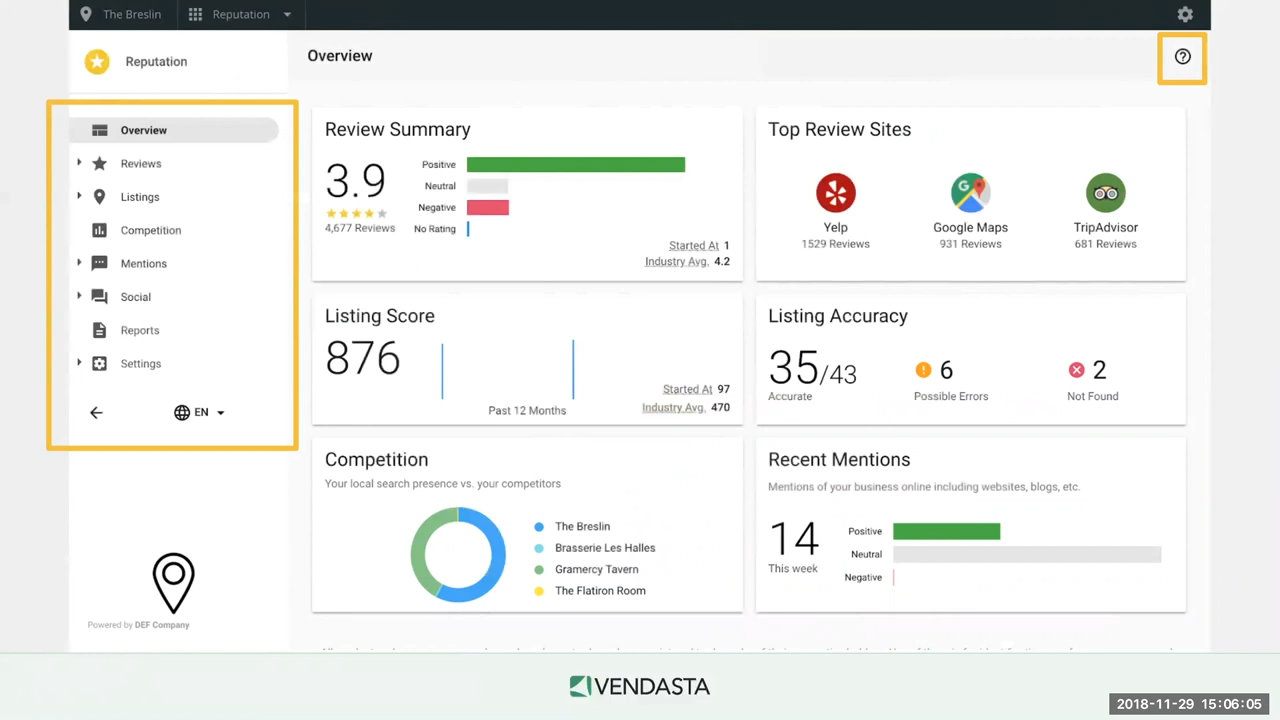 The Breslin
Reputation
Reputation
Overview
Overview
Reviews
Listings
Competition
Mentions
Social
Reports
Settings
EN
Powered by DEF Company
Review Summary
3.9
4,677 Reviews
Positive
Neutral
Negative
No Rating
Started At 1
Industry Avg. 4.2
Top Review Sites
Yelp
1529 Reviews
Google Maps
931 Reviews
TripAdvisor
681 Reviews
Listing Score
876
Past 12 Months
Started At 97
Industry Avg. 470
Listing Accuracy
35/43
Accurate
6
Possible Errors
2
Not Found
Competition
Your local search presence vs. your competitors
The Breslin
Brasserie Les Halles
Gramercy Tavern
The Flatiron Room
Recent Mentions
Mentions of your business online including websites, blogs, etc.
14
This week
Positive
Neutral
Negative
VENDASTA
2018-11-29 15:06:05